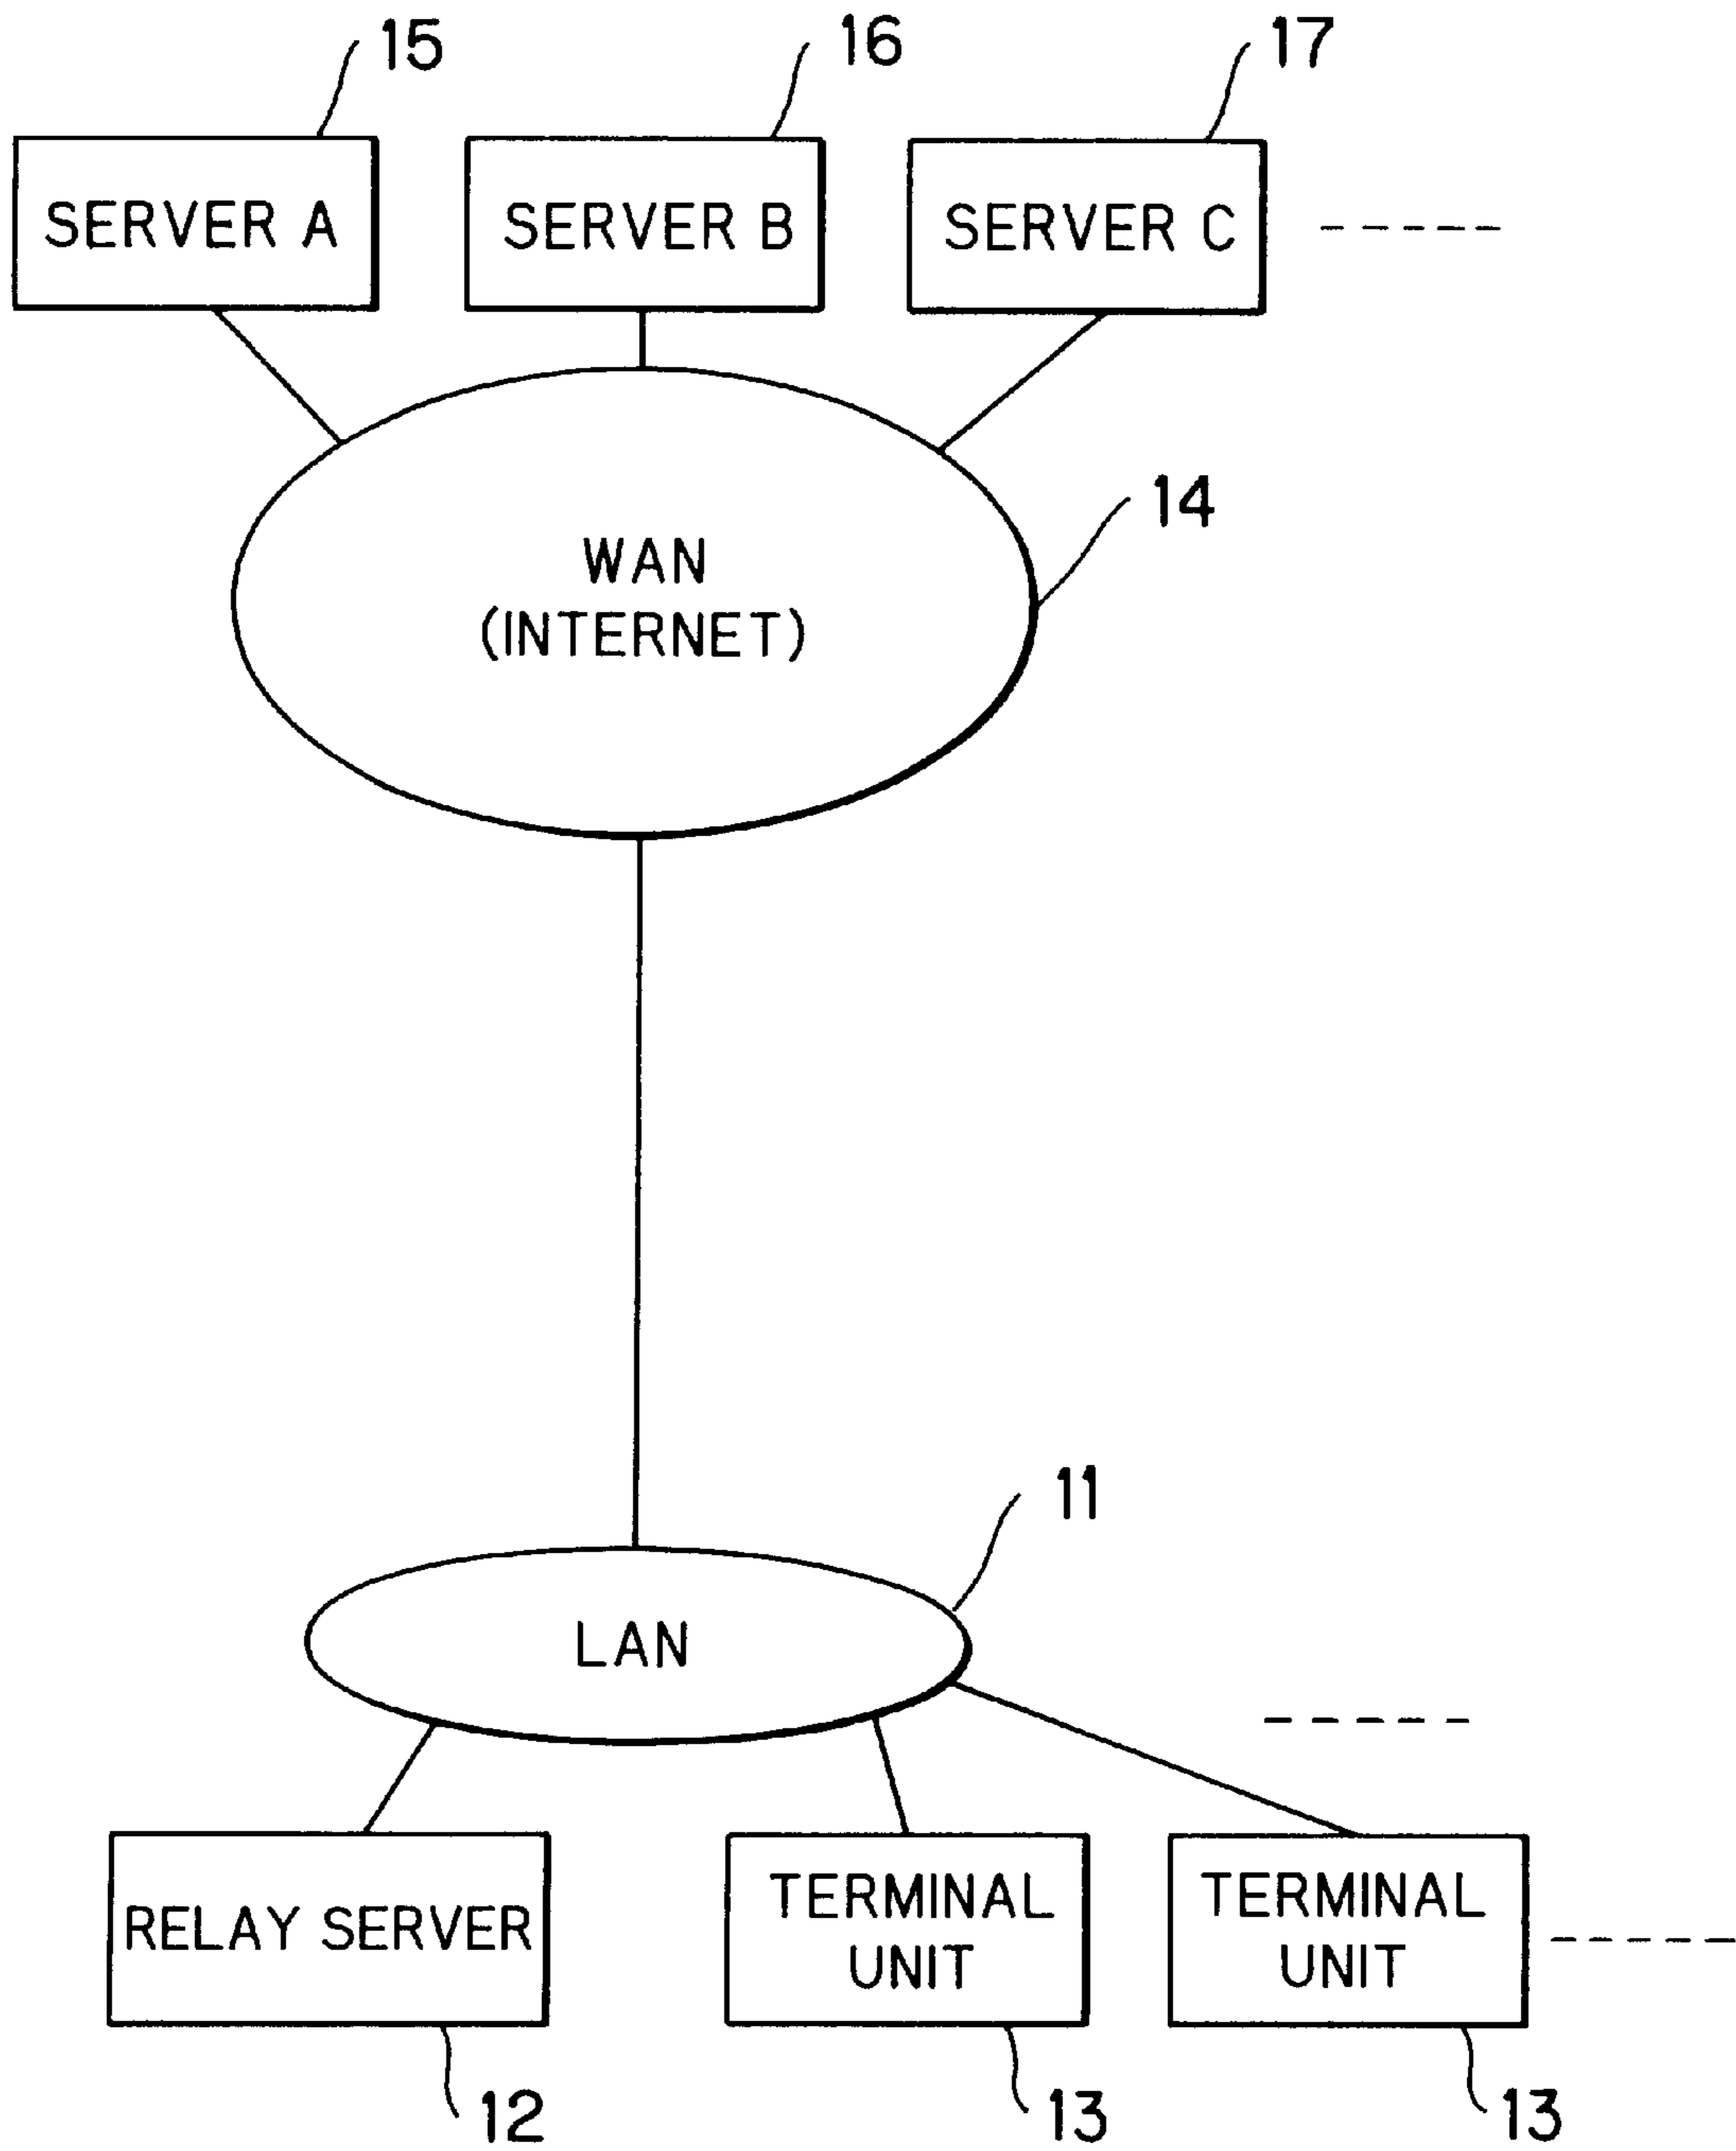 15
16
17
SERVER A
SERVER B
SERVER C
14
WAN
(INTERNET)
11
LAN
RELAY SERVER
TERMINAL
UNIT
TERMINAL
UNIT
12
13
13